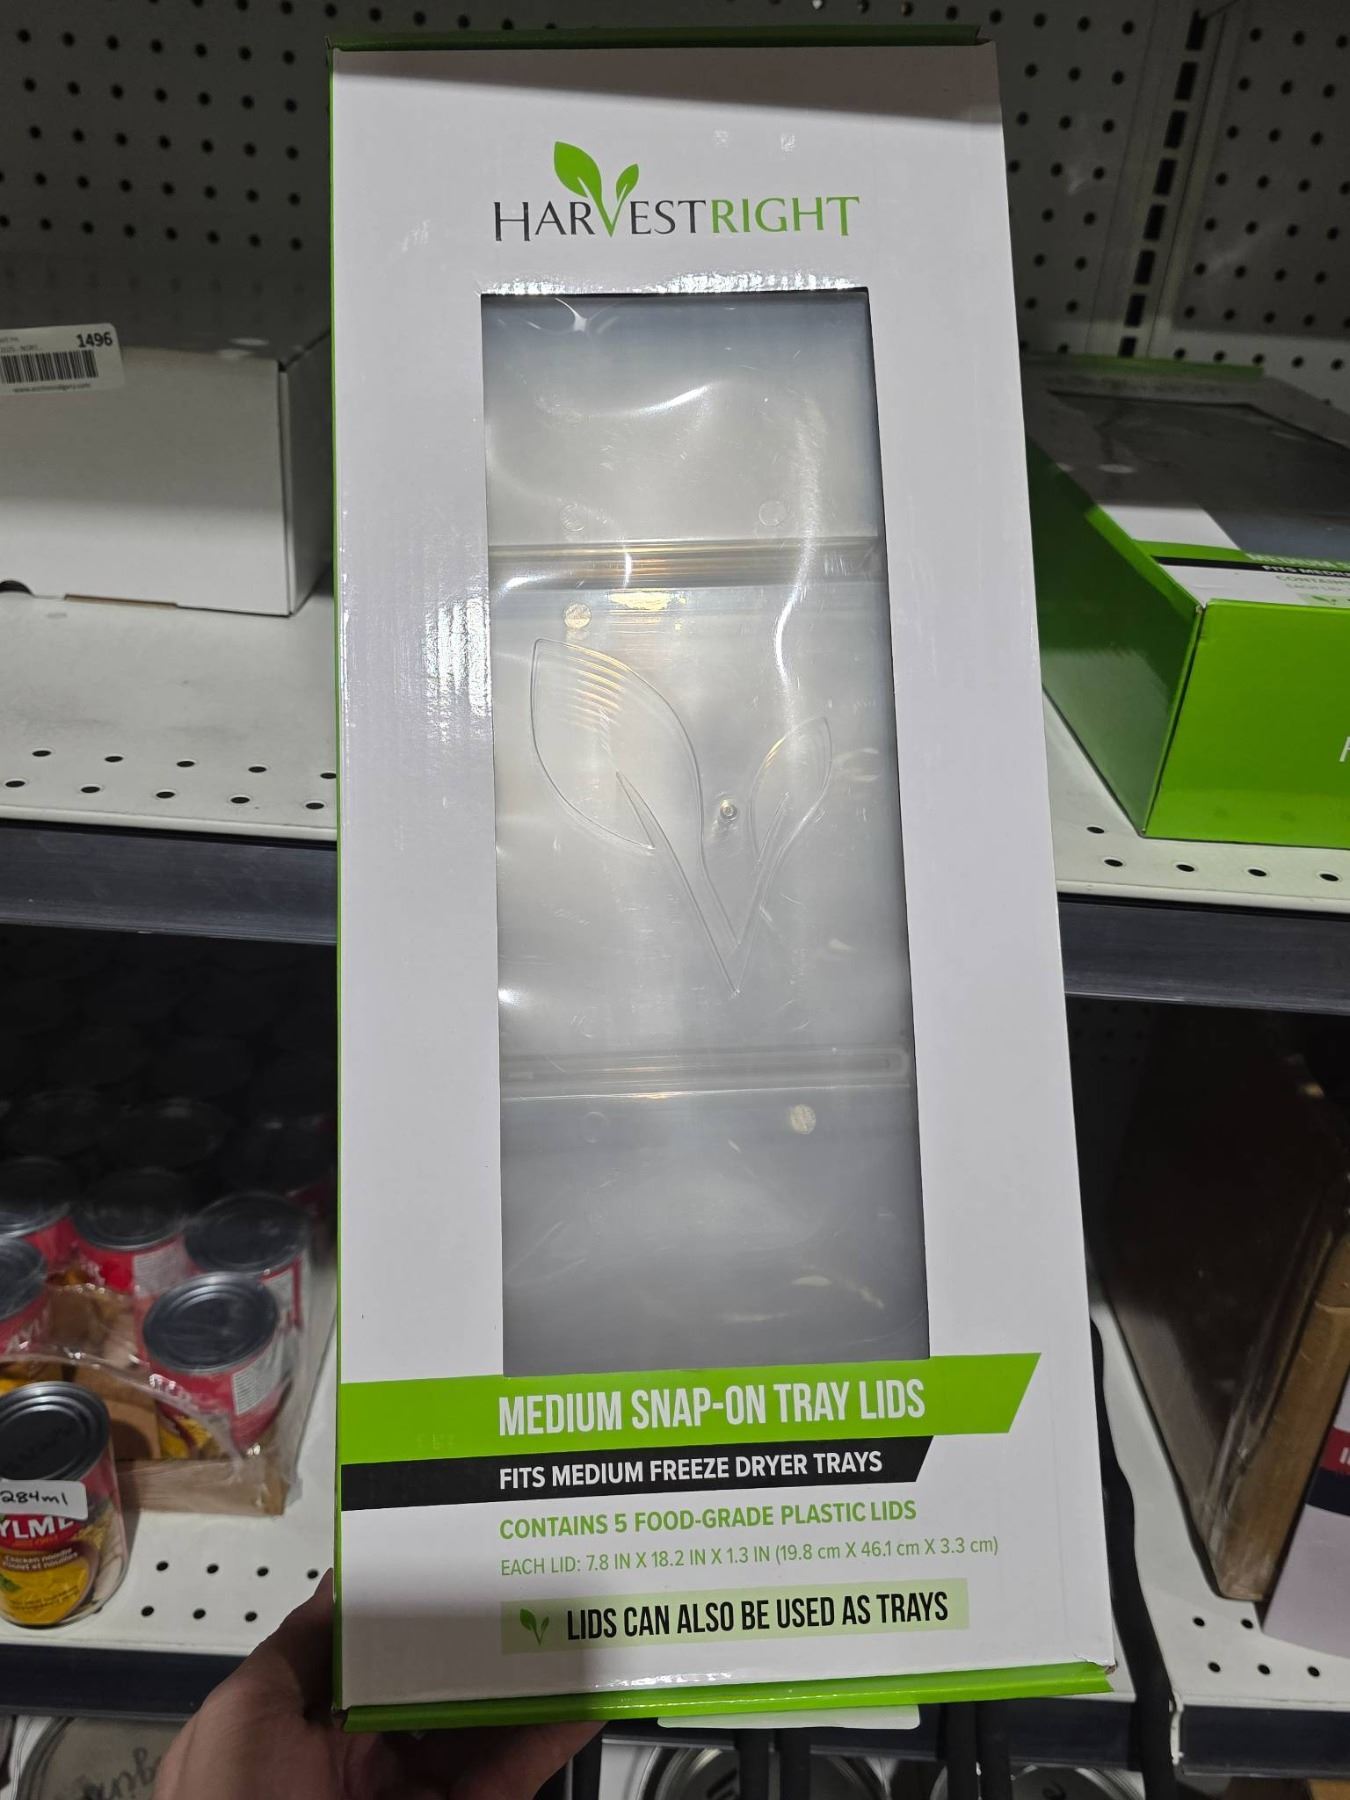 HARVESTRIGHT
1496
MEDIUM SNAP-ON TRAY LIDS
FITS MEDIUM FREEZE DRYER TRAYS
CONTAINS 5 FOOD-GRADE PLASTIC LIDS
EACH LID: 7.8 IN X 18.2 IN X 1.3 IN (19.8 cm X 46.1 cm X 3.3 cm)
LIDS CAN ALSO BE USED AS TRAYS
284ml
YLME